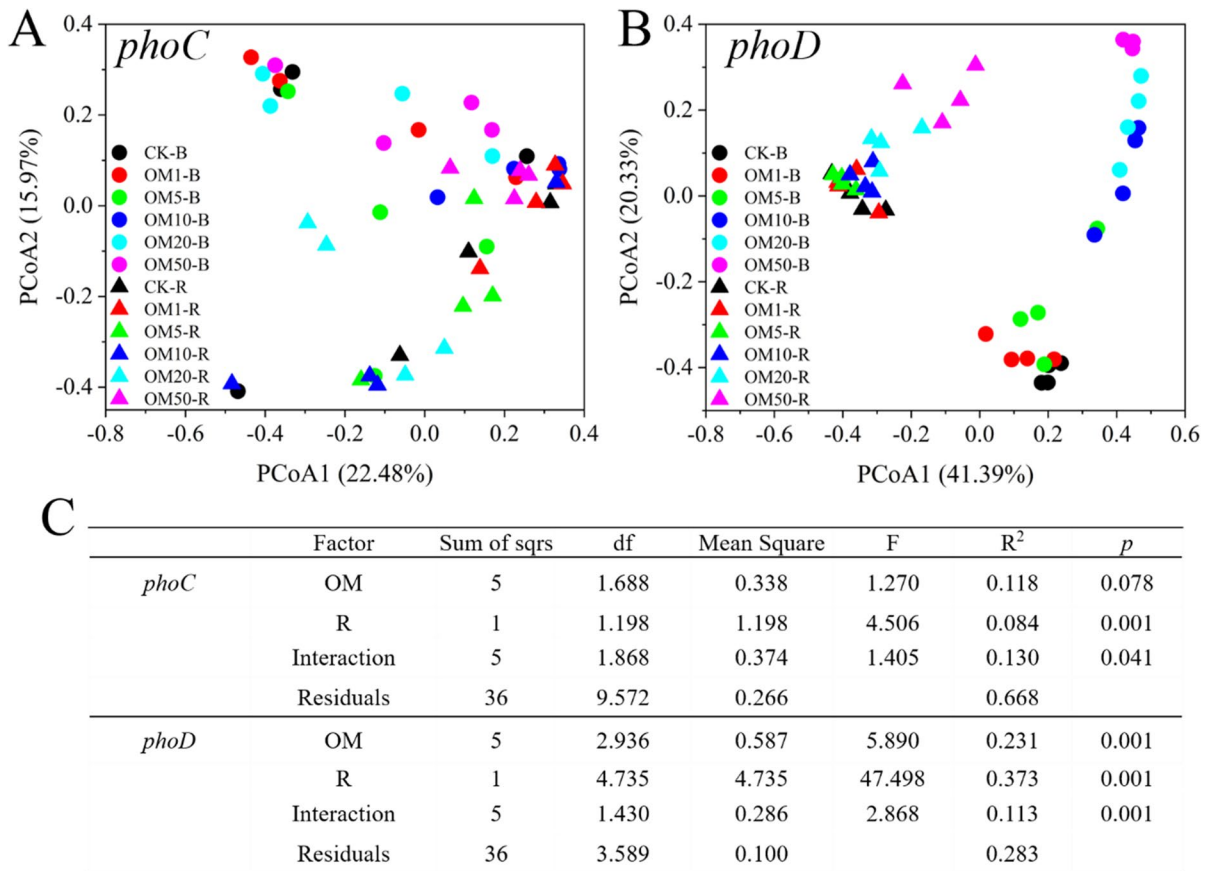 A
phoC
0.4
0.2
0.0
-0.2
-0.4
PCoA2 (15.97%)
CK-B
OM1-B
OM5-B
OM10-B
OM20-B
OM50-B
CK-R
OM1-R
OM5-R
OM10-R
OM20-R
OM50-R
-0.8 -0.6 -0.4 -0.2 0.0 0.2 0.4
PCoA1 (22.48%)
B
phoD
0.4
0.2
0.0
-0.2
-0.4
PCoA2 (20.33%)
CK-B
OM1-B
OM5-B
OM10-B
OM20-B
OM50-B
CK-R
OM1-R
OM5-R
OM10-R
OM20-R
OM50-R
-0.8 -0.6 -0.4 -0.2 0.0 0.2 0.4 0.6
PCoA1 (41.39%)
C
Factor Sum of sqrs df Mean Square F R² p
phoC OM 5 1.688 0.338 1.270 0.118 0.078
R 1 1.198 1.198 4.506 0.084 0.001
Interaction 5 1.868 0.374 1.405 0.130 0.041
Residuals 36 9.572 0.266 0.668
phoD OM 5 2.936 0.587 5.890 0.231 0.001
R 1 4.735 4.735 47.498 0.373 0.001
Interaction 5 1.430 0.286 2.868 0.113 0.001
Residuals 36 3.589 0.100 0.283